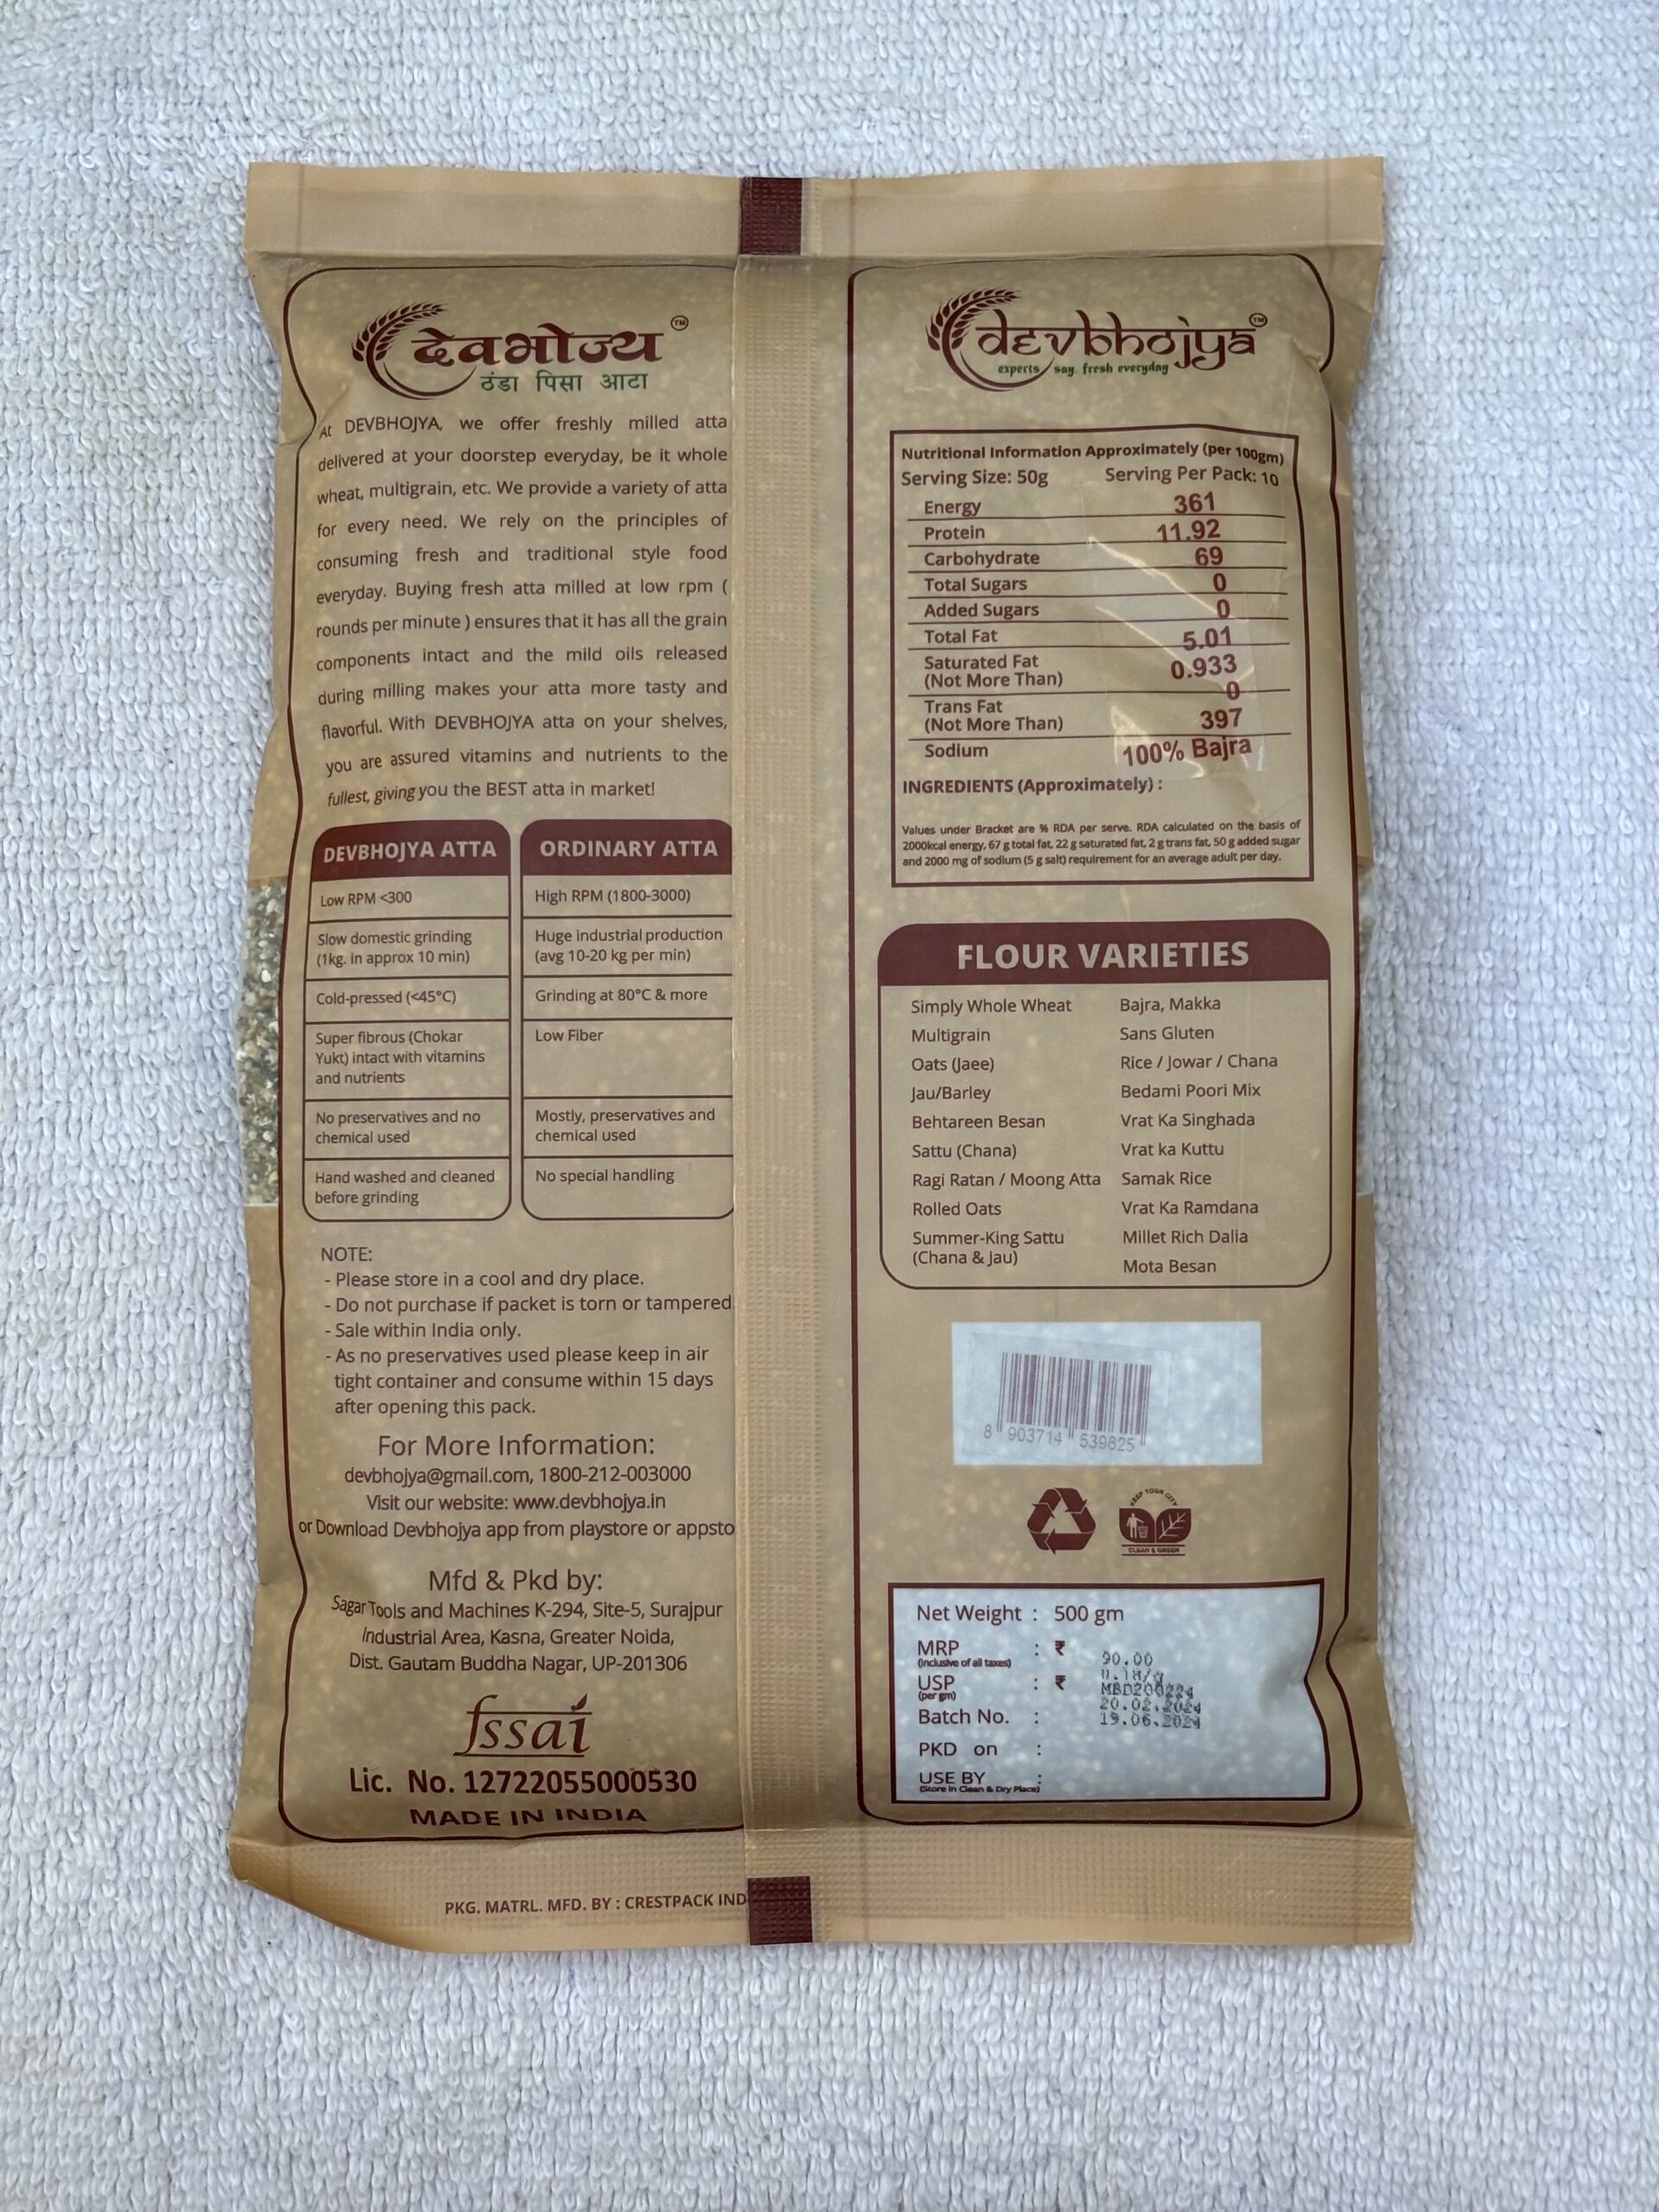 देवभोज्य TM
ठंडा पिसा आटा
At DEVBHOJYA, we offer freshly milled atta
delivered at your doorstep everyday, be it whole
wheat, multigrain, etc. We provide a variety of atta
for every need. We rely on the principles of
consuming fresh and traditional style food
everyday. Buying fresh atta milled at low rpm (
rounds per minute ) ensures that it has all the grain
components intact and the mild oils released
during milling makes your atta more tasty and
flavorful. With DEVBHOJYA atta on your shelves,
you are assured vitamins and nutrients to the
fullest, giving you the BEST atta in market!
DEVBHOJYA ATTA ORDINARY ATTA
Low RPM <300 High RPM (1800-3000)
Slow domestic grinding Huge industrial production
(1kg. in approx 10 min) (avg 10-20 kg per min)
Cold-pressed (<45°C) Grinding at 80°C & more
Super fibrous (Chokar Low Fiber
Yukt) intact with vitamins
and nutrients
No preservatives and no Mostly, preservatives and
chemical used chemical used
Hand washed and cleaned No special handling
before grinding
NOTE:
- Please store in a cool and dry place.
- Do not purchase if packet is torn or tampered
- Sale within India only.
- As no preservatives used please keep in air
tight container and consume within 15 days
after opening this pack.
For More Information:
devbhojya@gmail.com, 1800-212-003000
Visit our website: www.devbhojya.in
or Download Devbhojya app from playstore or appsto
Mfd & Pkd by:
Sagar Tools and Machines K-294, Site-5, Surajpur
Industrial Area, Kasna, Greater Noida,
Dist. Gautam Buddha Nagar, UP-201306
fssai
Lic. No. 12722055000530
MADE IN INDIA
PKG. MATRL. MFD. BY : CRESTPACK IND
devbhojya TM
experts say, fresh everyday
Nutritional Information Approximately (per 100gm)
Serving Size: 50g Serving Per Pack: 10
Energy 361
Protein 11.92
Carbohydrate 69
Total Sugars 0
Added Sugars 0
Total Fat 5.01
Saturated Fat 0.933
(Not More Than)
0
Trans Fat
(Not More Than) 397
Sodium 100% Bajra
INGREDIENTS (Approximately) :
Values under Bracket are % RDA per serve. RDA calculated on the basis of
2000kcal energy, 67 g total fat, 22 g saturated fat, 2 g trans fat, 50 g added sugar
and 2000 mg of sodium (5 g salt) requirement for an average adult per day.
FLOUR VARIETIES
Simply Whole Wheat Bajra, Makka
Multigrain Sans Gluten
Oats (Jaee) Rice / Jowar / Chana
Jau/Barley Bedami Poori Mix
Behtareen Besan Vrat Ka Singhada
Sattu (Chana) Vrat ka Kuttu
Ragi Ratan / Moong Atta Samak Rice
Rolled Oats Vrat Ka Ramdana
Summer-King Sattu Millet Rich Dalia
(Chana & Jau) Mota Besan
8 903714 539625
KEEP YOUR CITY
CLEAN & GREEN
Net Weight : 500 gm
MRP : ₹ 90.00
(Inclusive of all taxes)
0.18/g
USP : ₹ MBD200224
(per gm)
20.02.2024
Batch No. : 19.06.2024
PKD on :
USE BY :
(Store in Clean & Dry Place)